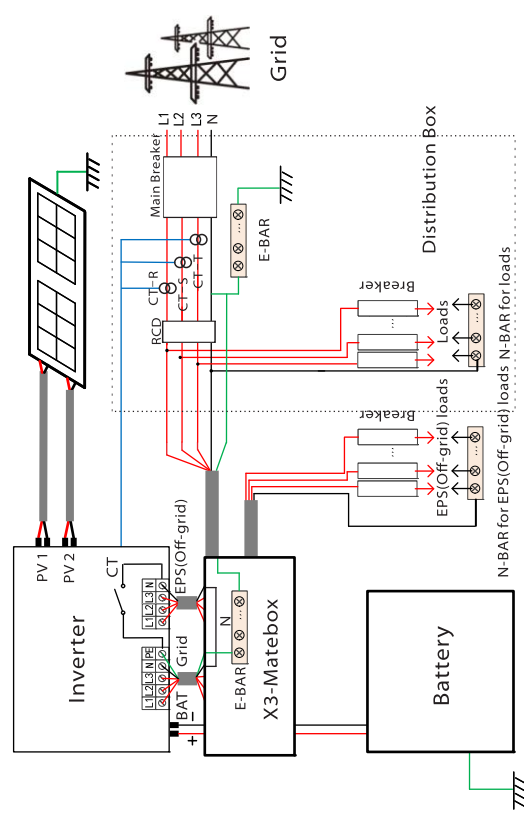 Grid
L1
L2
L3
N
Main Breaker
Distribution Box
E-BAR
CT-R
CT-S
CT-T
RCD
Breaker
...
Loads
N-BAR for loads
Breaker
...
EPS(Off-grid) loads
N-BAR for EPS(Off-grid) loads
PV 1
PV 2
CT
Inverter
EPS(Off-grid)
L1 L2 L3 N
Grid
L1 L2 L3 N PE
BAT
+ −
N
E-BAR
X3-Matebox
Battery